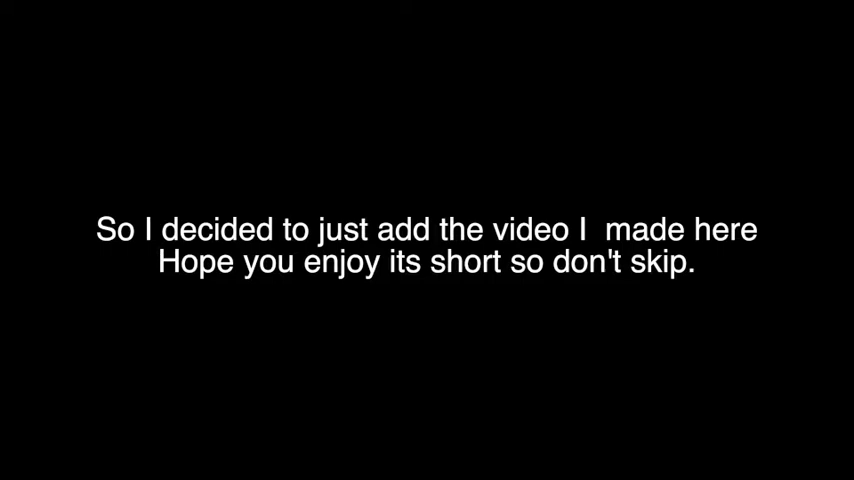 So I decided to just add the video I  made here
Hope you enjoy its short so don't skip.